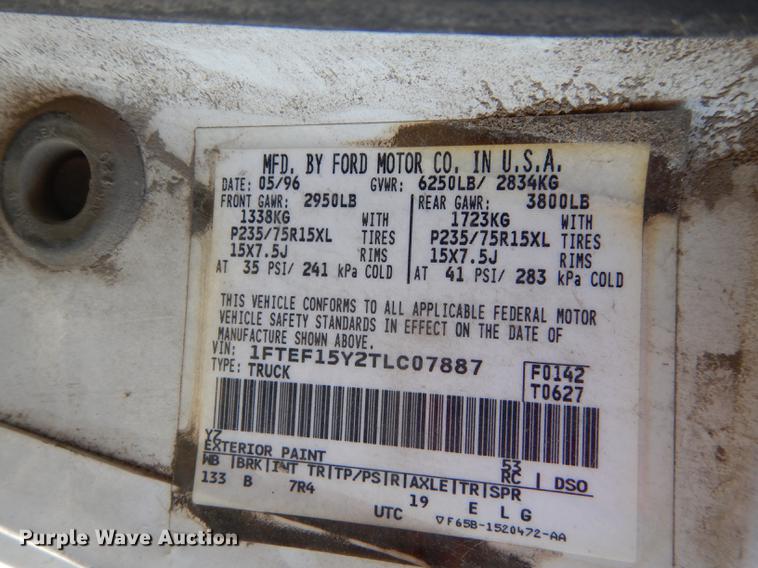 MFD. BY FORD MOTOR CO. IN U.S.A.
DATE: 05/96 GVWR: 6250LB/ 2834KG
FRONT GAWR: 2950LB REAR GAWR: 3800LB
1338KG WITH 1723KG WITH
P235/75R15XL TIRES P235/75R15XL TIRES
15X7.5J RIMS 15X7.5J RIMS
AT 35 PSI/ 241 kPa COLD AT 41 PSI/ 283 kPa COLD
THIS VEHICLE CONFORMS TO ALL APPLICABLE FEDERAL MOTOR
VEHICLE SAFETY STANDARDS IN EFFECT ON THE DATE OF
MANUFACTURE SHOWN ABOVE.
VIN: 1FTEF15Y2TLC07887 F0142
TYPE: TRUCK T0627
YZ 53
EXTERIOR PAINT RC DSO
WB |BRK|INT TR|TP/PS|R|AXLE|TR|SPR
133 B 7R4 19 E L G
UTC ▽F65B-1520472-AA
Purple Wave Auction